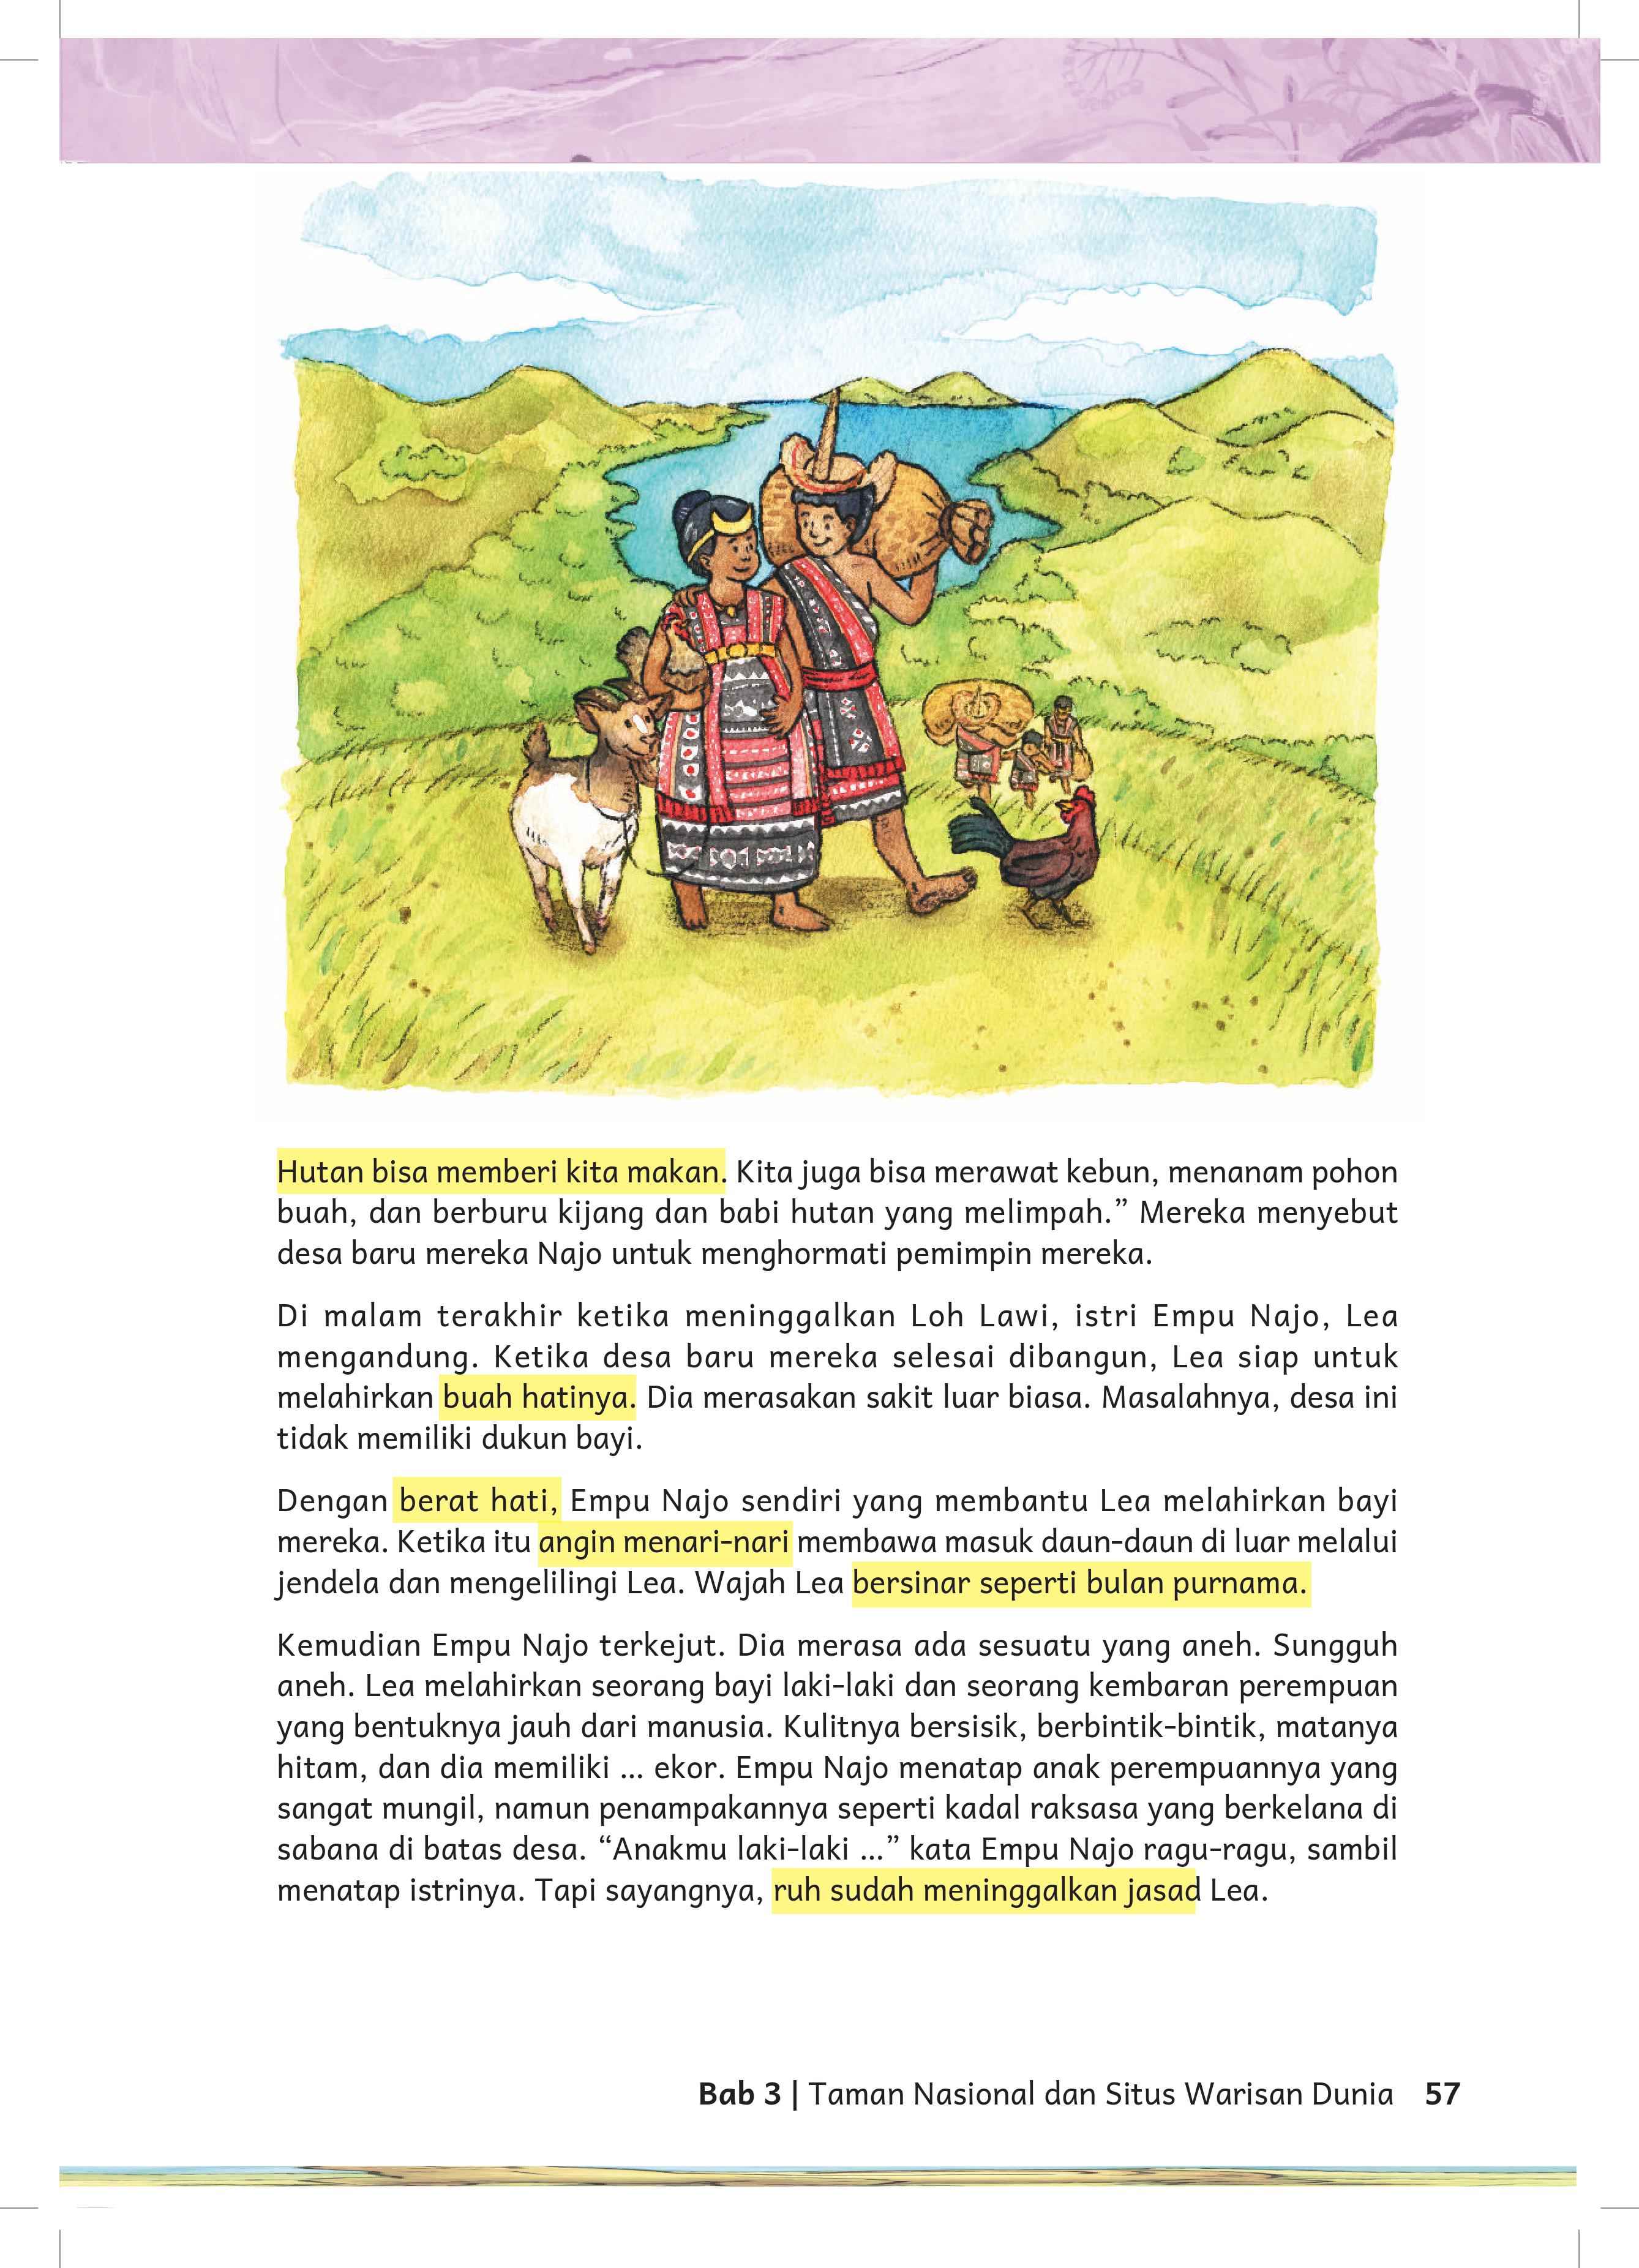 Hutan bisa memberi kita makan. Kita juga bisa merawat kebun, menanam pohon
buah, dan berburu kijang dan babi hutan yang melimpah.” Mereka menyebut
desa baru mereka Najo untuk menghormati pemimpin mereka.
Di malam terakhir ketika meninggalkan Loh Lawi, istri Empu Najo, Lea
mengandung. Ketika desa baru mereka selesai dibangun, Lea siap untuk
melahirkan buah hatinya. Dia merasakan sakit luar biasa. Masalahnya, desa ini
tidak memiliki dukun bayi.
Dengan berat hati, Empu Najo sendiri yang membantu Lea melahirkan bayi
mereka. Ketika itu angin menari-nari membawa masuk daun-daun di luar melalui
jendela dan mengelilingi Lea. Wajah Lea bersinar seperti bulan purnama.
Kemudian Empu Najo terkejut. Dia merasa ada sesuatu yang aneh. Sungguh
aneh. Lea melahirkan seorang bayi laki-laki dan seorang kembaran perempuan
yang bentuknya jauh dari manusia. Kulitnya bersisik, berbintik-bintik, matanya
hitam, dan dia memiliki ... ekor. Empu Najo menatap anak perempuannya yang
sangat mungil, namun penampakannya seperti kadal raksasa yang berkelana di
sabana di batas desa. “Anakmu laki-laki ...” kata Empu Najo ragu-ragu, sambil
menatap istrinya. Tapi sayangnya, ruh sudah meninggalkan jasad Lea.
Bab 3 | Taman Nasional dan Situs Warisan Dunia 57